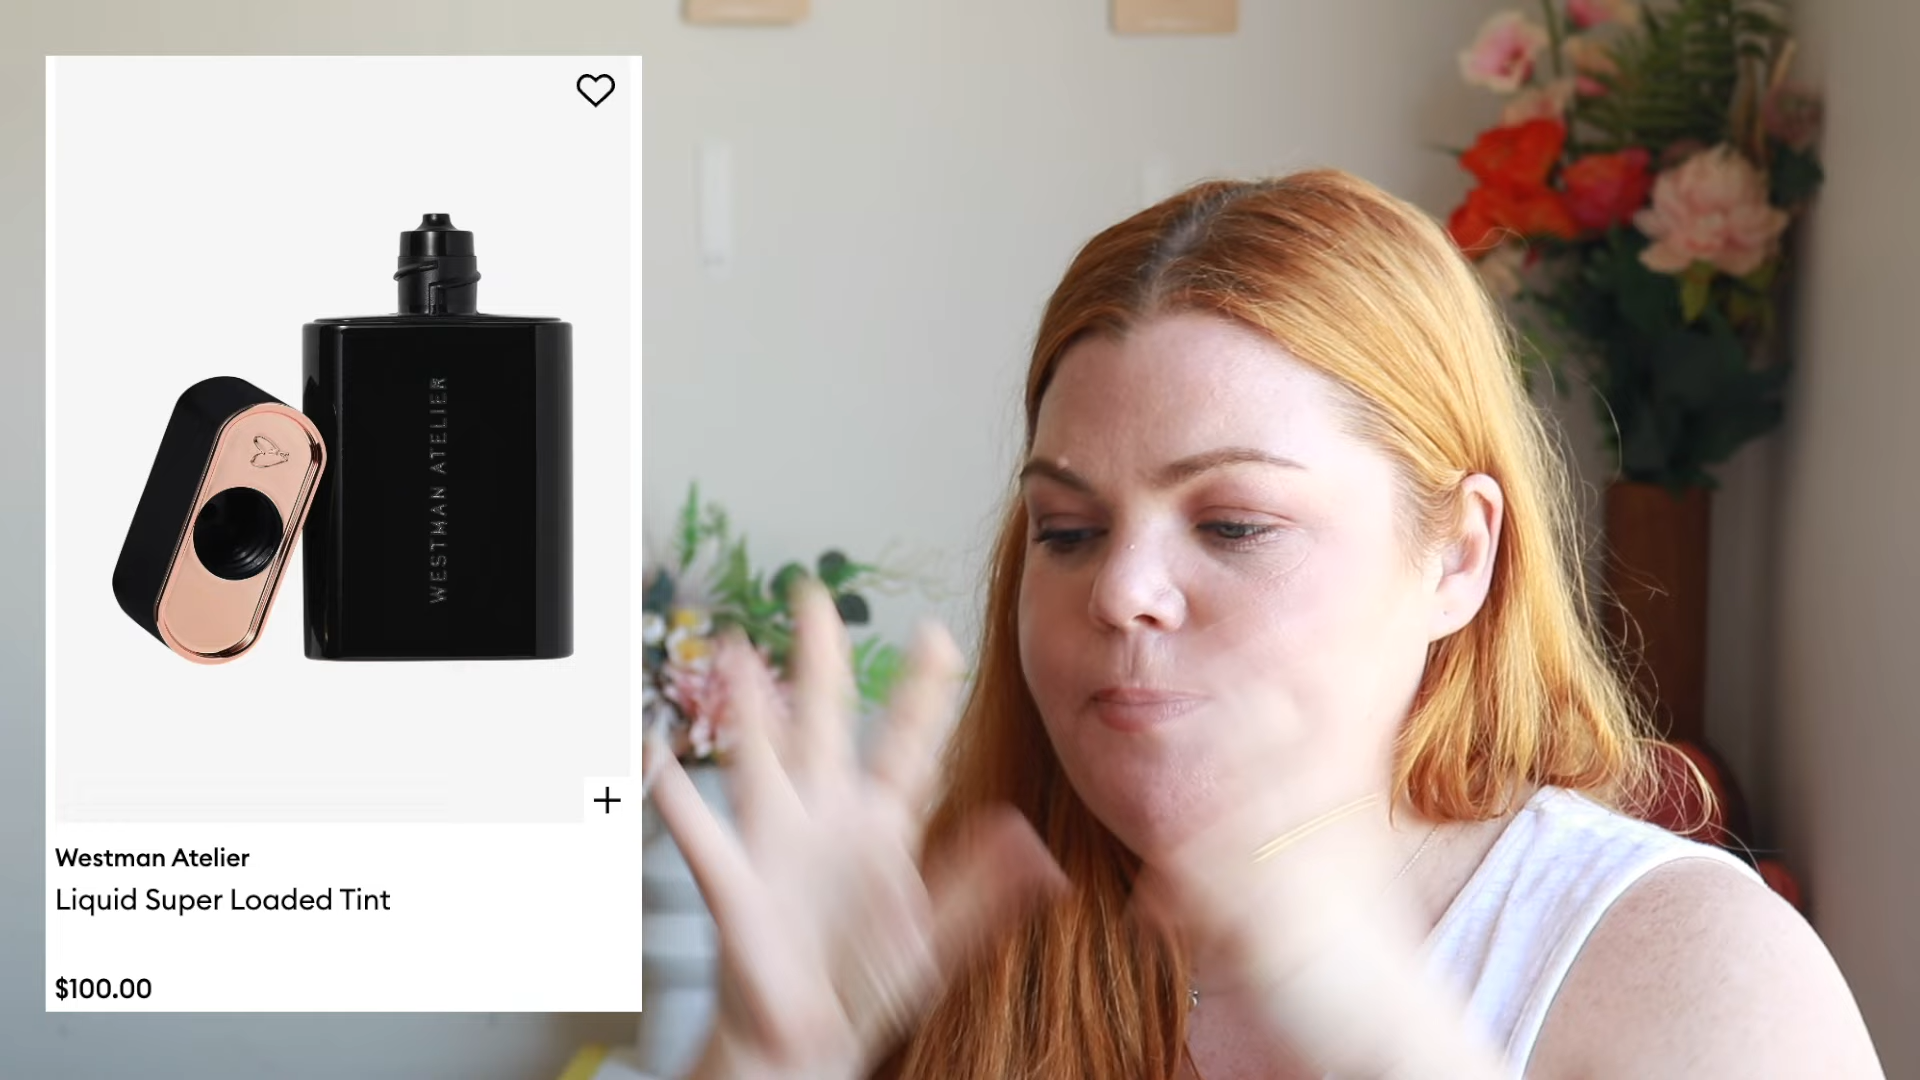 WESTMAN ATELIER
Westman Atelier
Liquid Super Loaded Tint
$100.00